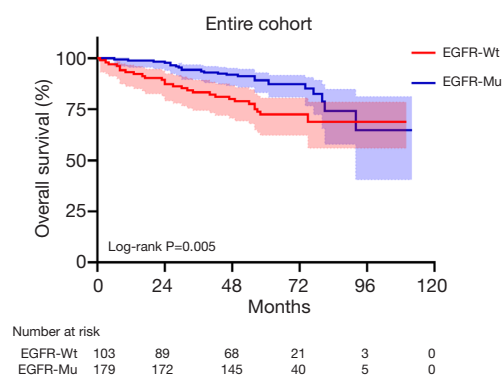 Entire cohort
EGFR-Wt
EGFR-Mu
Overall survival (%)
100
75
50
25
0
Log-rank P=0.005
0 24 48 72 96 120
Months
Number at risk
EGFR-Wt 103 89 68 21 3 0
EGFR-Mu 179 172 145 40 5 0